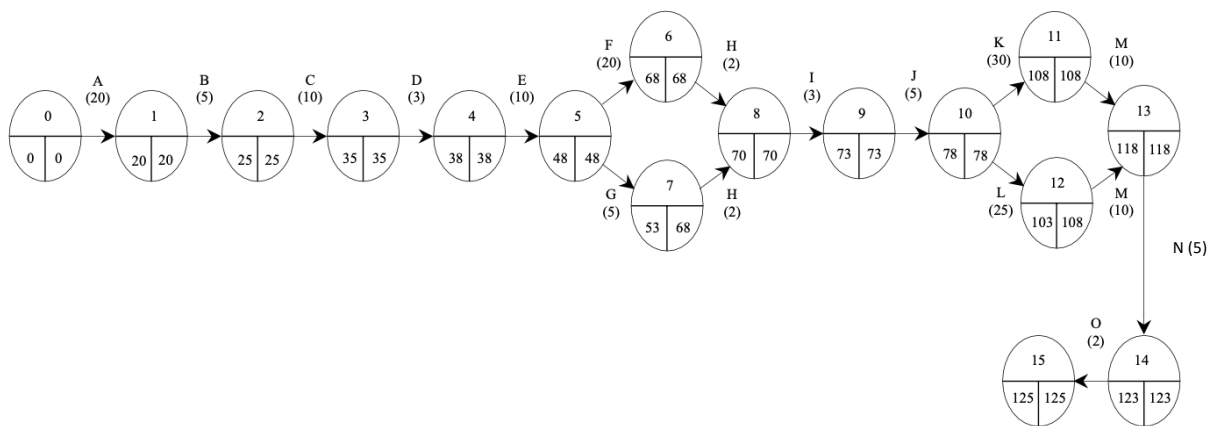 A
(20)
B
(5)
C
(10)
D
(3)
E
(10)
F
(20)
H
(2)
I
(3)
J
(5)
K
(30)
M
(10)
0
0 0
1
20 20
2
25 25
3
35 35
4
38 38
5
48 48
6
68 68
7
53 68
G
(5)
H
(2)
8
70 70
9
73 73
10
78 78
11
108 108
12
103 108
L
(25)
M
(10)
13
118 118
N (5)
O
(2)
14
123 123
15
125 125